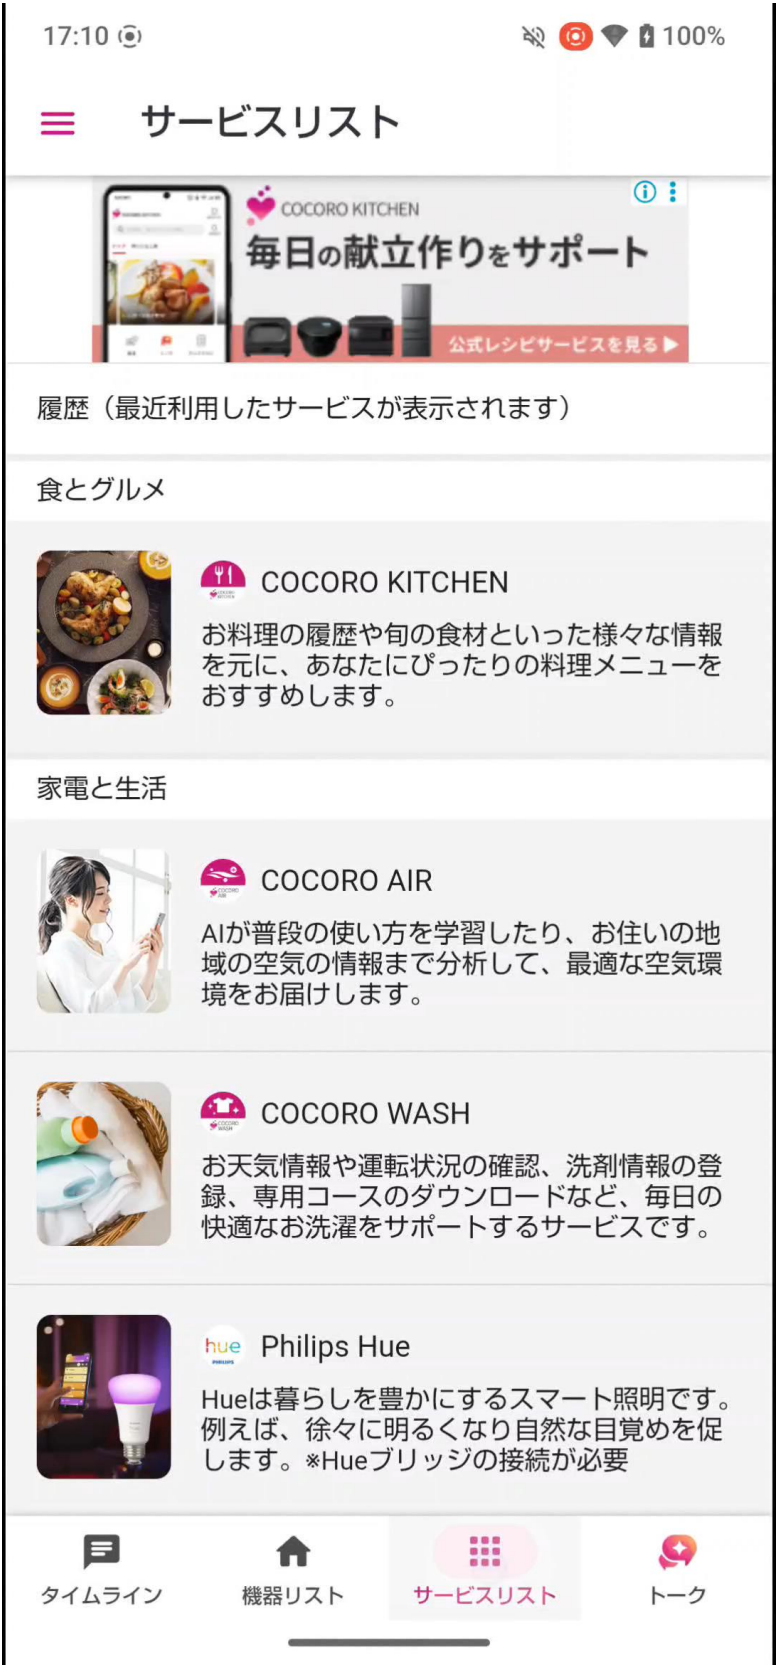 17:10
100%
サービスリスト
COCORO KITCHEN
毎日の献立作りをサポート
公式レシピサービスを見る▶
履歴（最近利用したサービスが表示されます）
食とグルメ
COCORO KITCHEN
お料理の履歴や旬の食材といった様々な情報
を元に、あなたにぴったりの料理メニューを
おすすめします。
家電と生活
COCORO AIR
AIが普段の使い方を学習したり、お住いの地
域の空気の情報まで分析して、最適な空気環
境をお届けします。
COCORO WASH
お天気情報や運転状況の確認、洗剤情報の登
録、専用コースのダウンロードなど、毎日の
快適なお洗濯をサポートするサービスです。
hue
PHILIPS
Philips Hue
Hueは暮らしを豊かにするスマート照明です。
例えば、徐々に明るくなり自然な目覚めを促
します。※Hueブリッジの接続が必要
タイムライン
機器リスト
サービスリスト
トーク